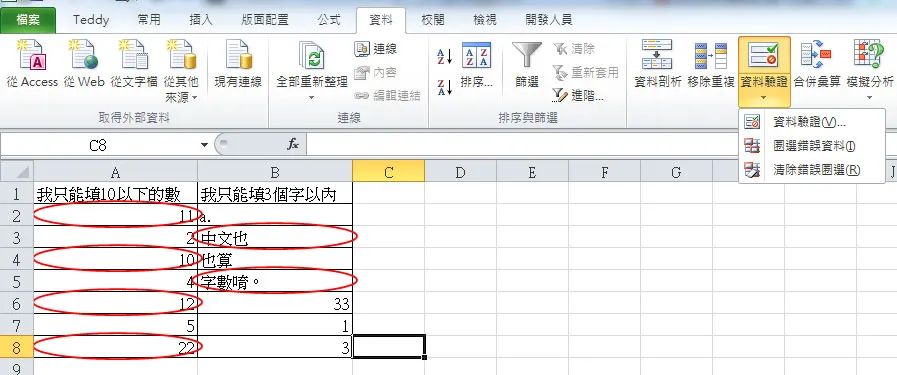 檔案 Teddy 常用 插入 版面配置 公式 資料 校閱 檢視 開發人員
從 Access 從 Web 從文字檔 從其他來源 現有連線
取得外部資料
全部重新整理 連線 內容 編輯連結
連線
排序... 篩選 清除 重新套用 進階...
排序與篩選
資料剖析 移除重複 資料驗證 合併彙算 模擬分析
資料驗證(V)...
圈選錯誤資料(I)
清除錯誤圈選(R)
C8 fx
A B C D E F G J
1 我只能填10以下的數 我只能填3個字以內
2 11 a.
3 2 中文也
4 10 也算
5 4 字數唷。
6 12 33
7 5 1
8 22 3
9